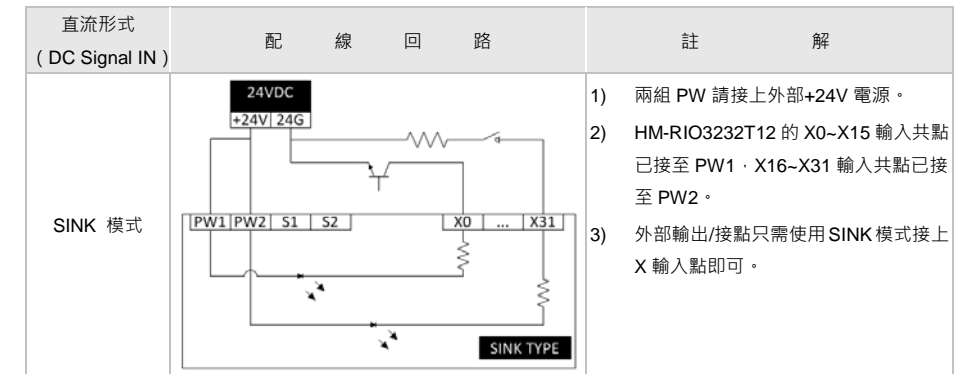 直流形式
（DC Signal IN）
配 線 回 路
註 解
SINK 模式
24VDC
+24V 24G
PW1 PW2 S1 S2 X0 ... X31
SINK TYPE
1) 兩組 PW 請接上外部+24V 電源。
2) HM-RIO3232T12 的 X0~X15 輸入共點
已接至 PW1，X16~X31 輸入共點已接
至 PW2。
3) 外部輸出/接點只需使用 SINK 模式接上
X 輸入點即可。